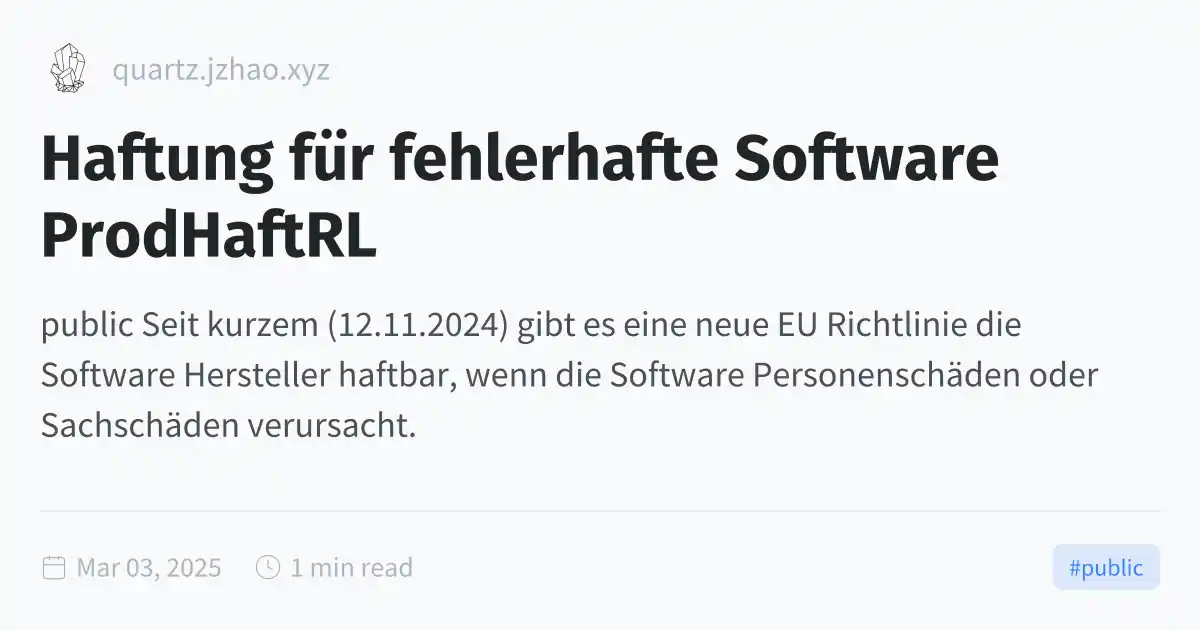 quartz.jzhao.xyz
Haftung für fehlerhafte Software
ProdHaftRL
public Seit kurzem (12.11.2024) gibt es eine neue EU Richtlinie die
Software Hersteller haftbar, wenn die Software Personenschäden oder
Sachschäden verursacht.
Mar 03, 2025 1 min read #public